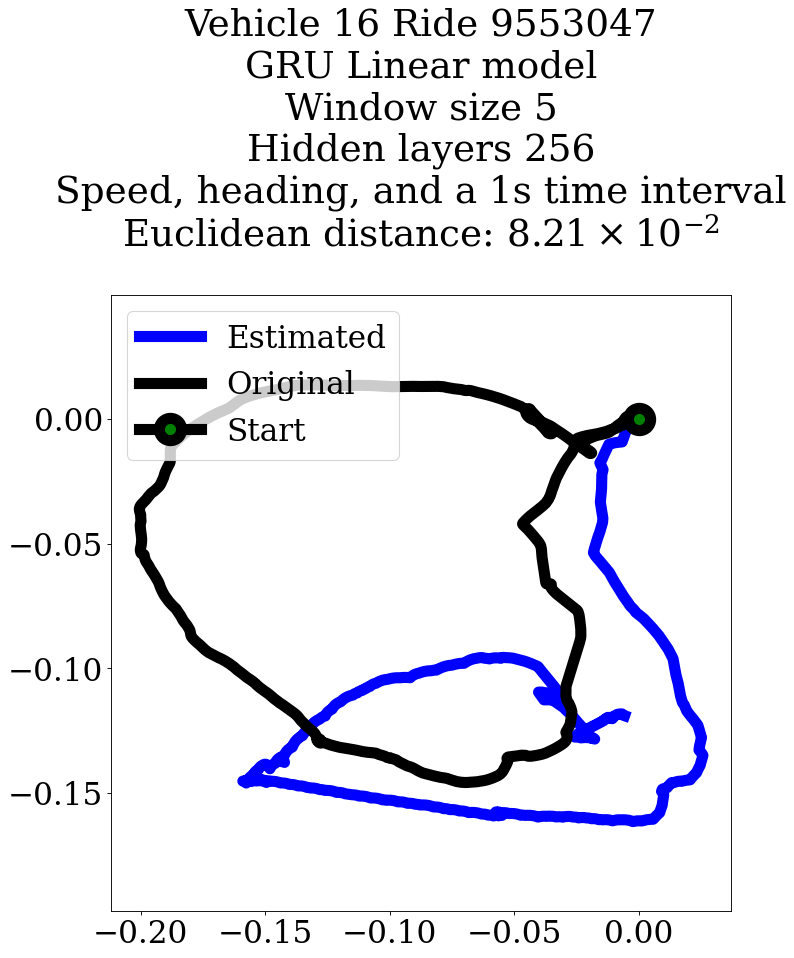 Vehicle 16 Ride 9553047
GRU Linear model
Window size 5
Hidden layers 256
Speed, heading, and a 1s time interval
Euclidean distance: 8.21 × 10⁻²
Estimated
Original
Start
0.00
−0.05
−0.10
−0.15
−0.20 −0.15 −0.10 −0.05 0.00